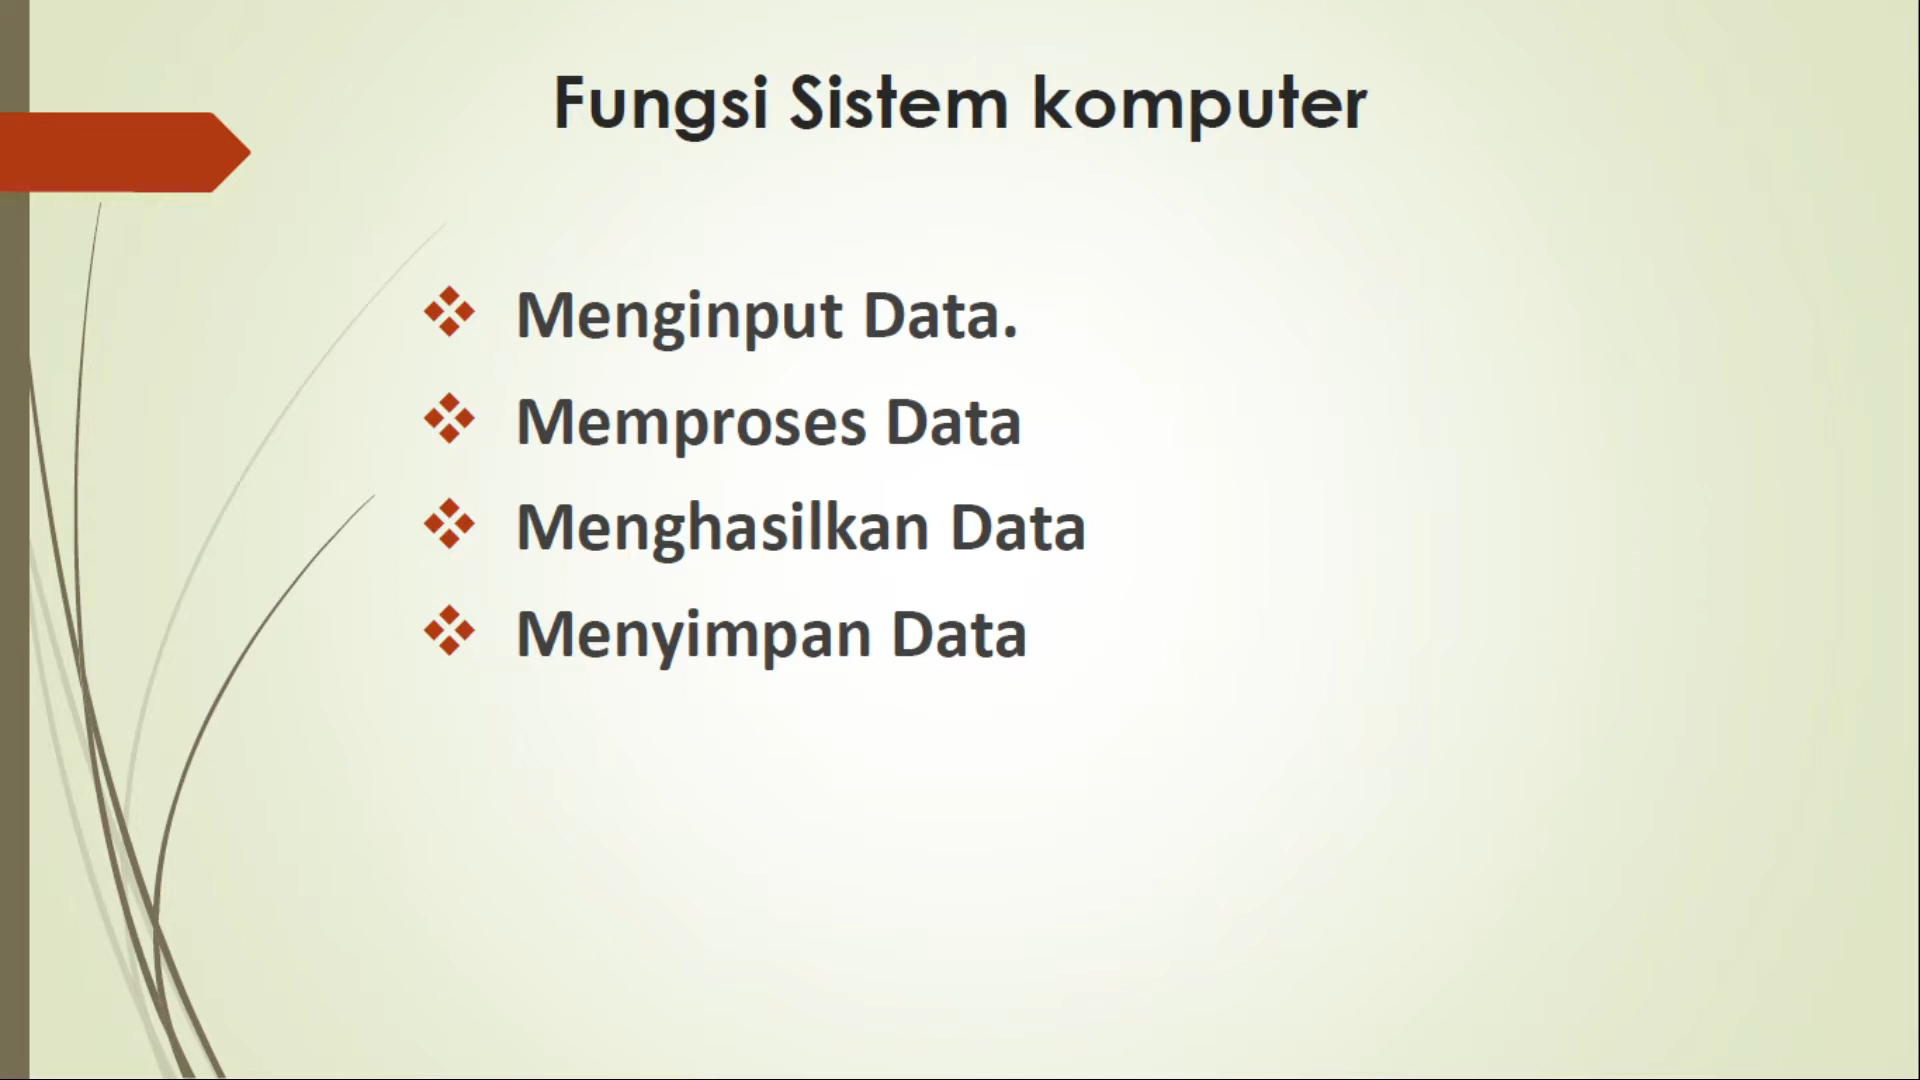 Fungsi Sistem komputer
Menginput Data.
Memproses Data
Menghasilkan Data
Menyimpan Data